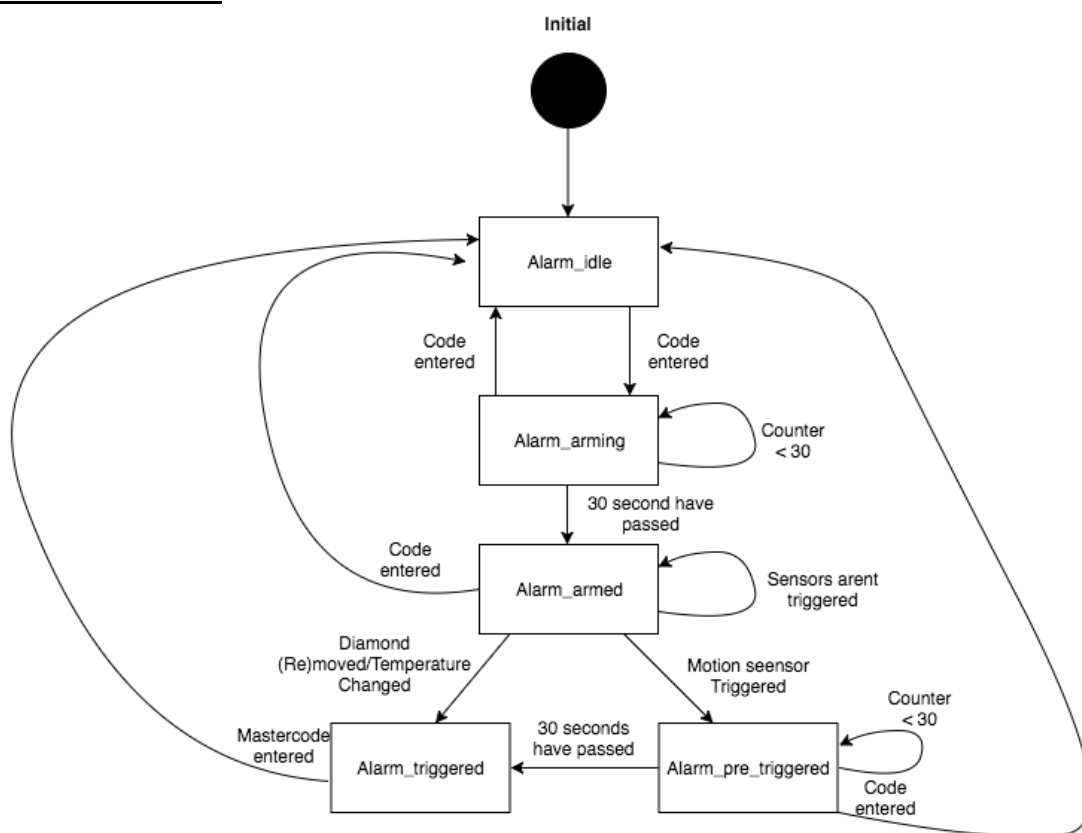 Initial
Alarm_idle
Code
entered
Code
entered
Alarm_arming
Counter
< 30
30 second have
passed
Code
entered
Alarm_armed
Sensors arent
triggered
Diamond
(Re)moved/Temperature
Changed
Motion seensor
Triggered
Counter
< 30
Mastercode
entered
Alarm_triggered
30 seconds
have passed
Alarm_pre_triggered
Code
entered